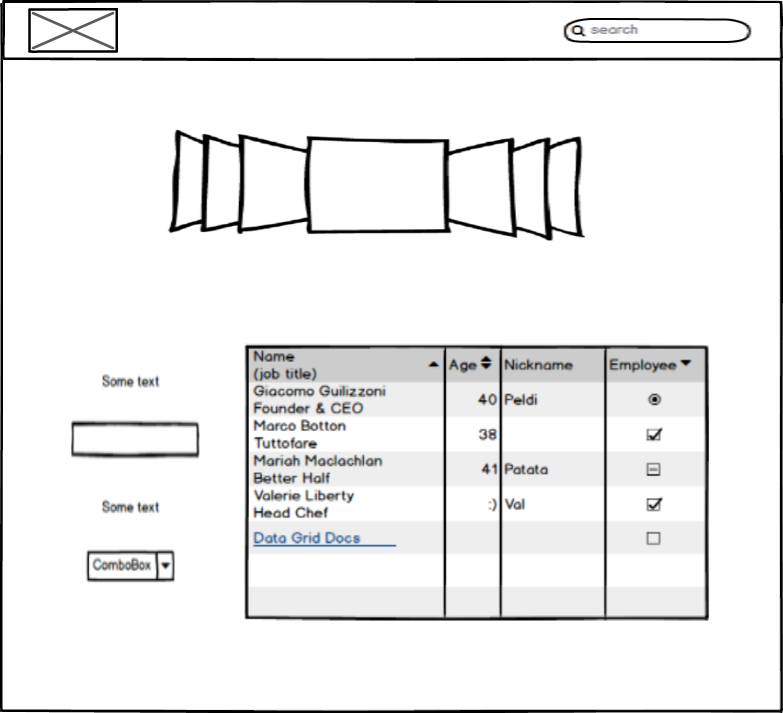 search
Some text
Some text
ComboBox
Name
(job title)
Age
Nickname
Employee
Giacomo Guilizzoni
Founder & CEO
40
Peldi
Marco Botton
Tuttofare
38
Mariah Maclachlan
Better Half
41
Patata
Valerie Liberty
Head Chef
:)
Val
Data Grid Docs